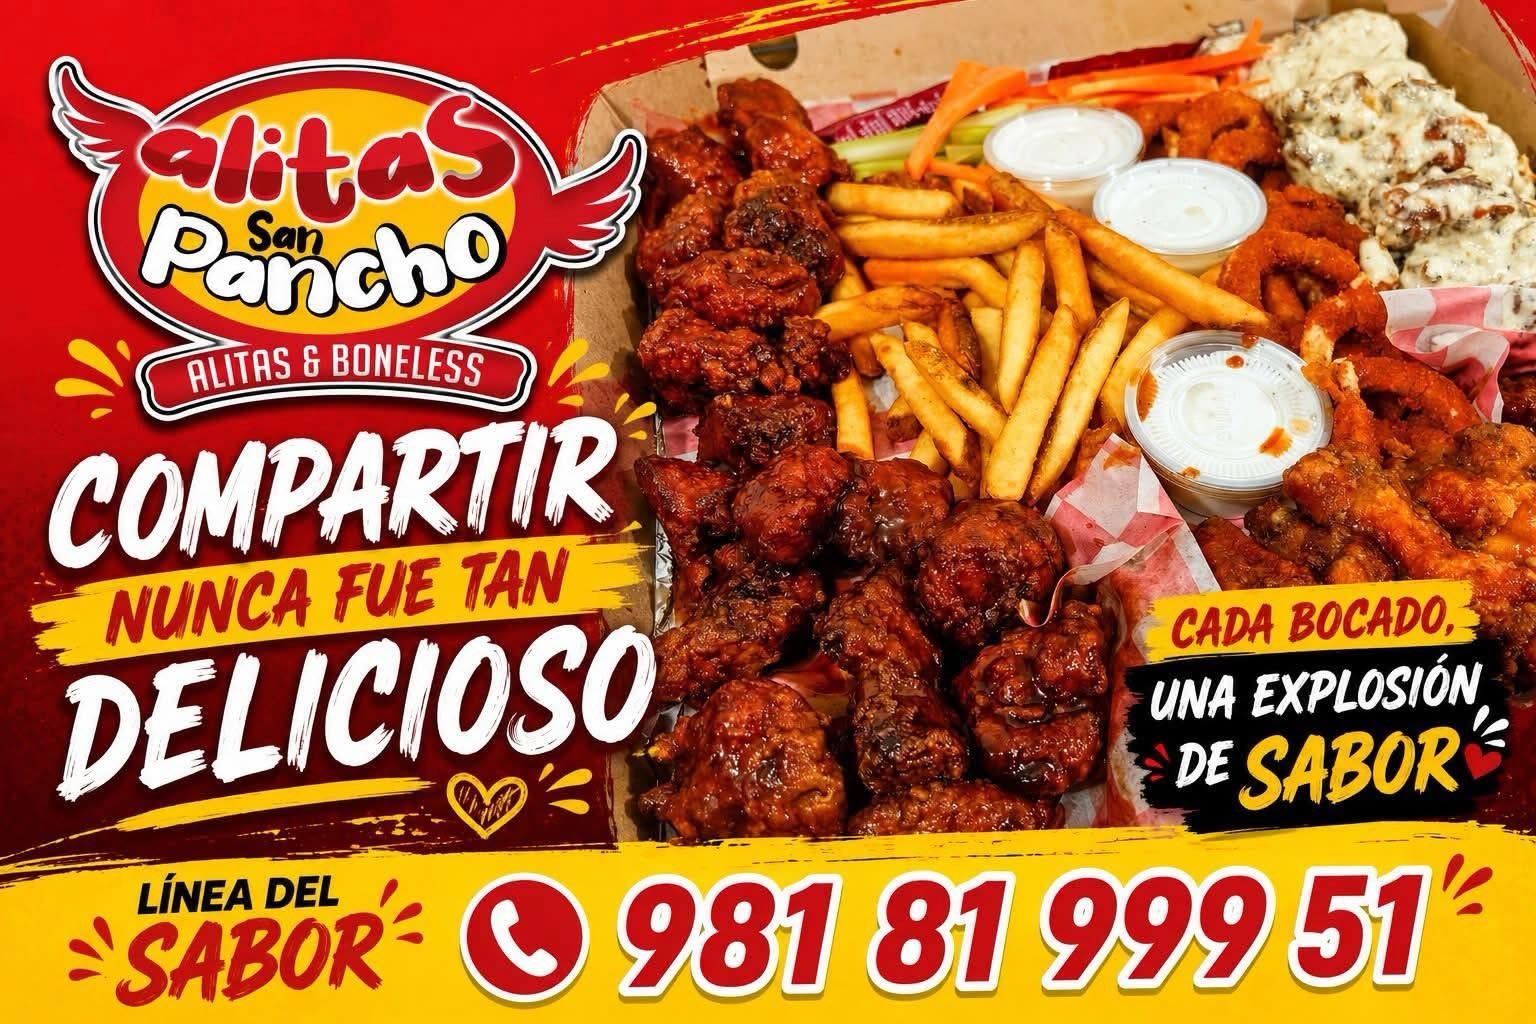 alitas
San
Pancho
ALITAS & BONELESS
COMPARTIR
NUNCA FUE TAN
DELICIOSO
CADA BOCADO,
UNA EXPLOSIÓN
DE SABOR
LÍNEA DEL
SABOR
981 81 999 51